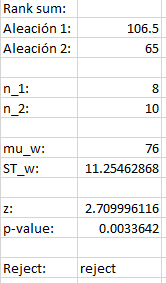 Rank sum:
Aleación 1: 106.5
Aleación 2: 65
n_1: 8
n_2: 10
mu_w: 76
ST_w: 11.25462868
z: 2.709996116
p-value: 0.0033642
Reject: reject